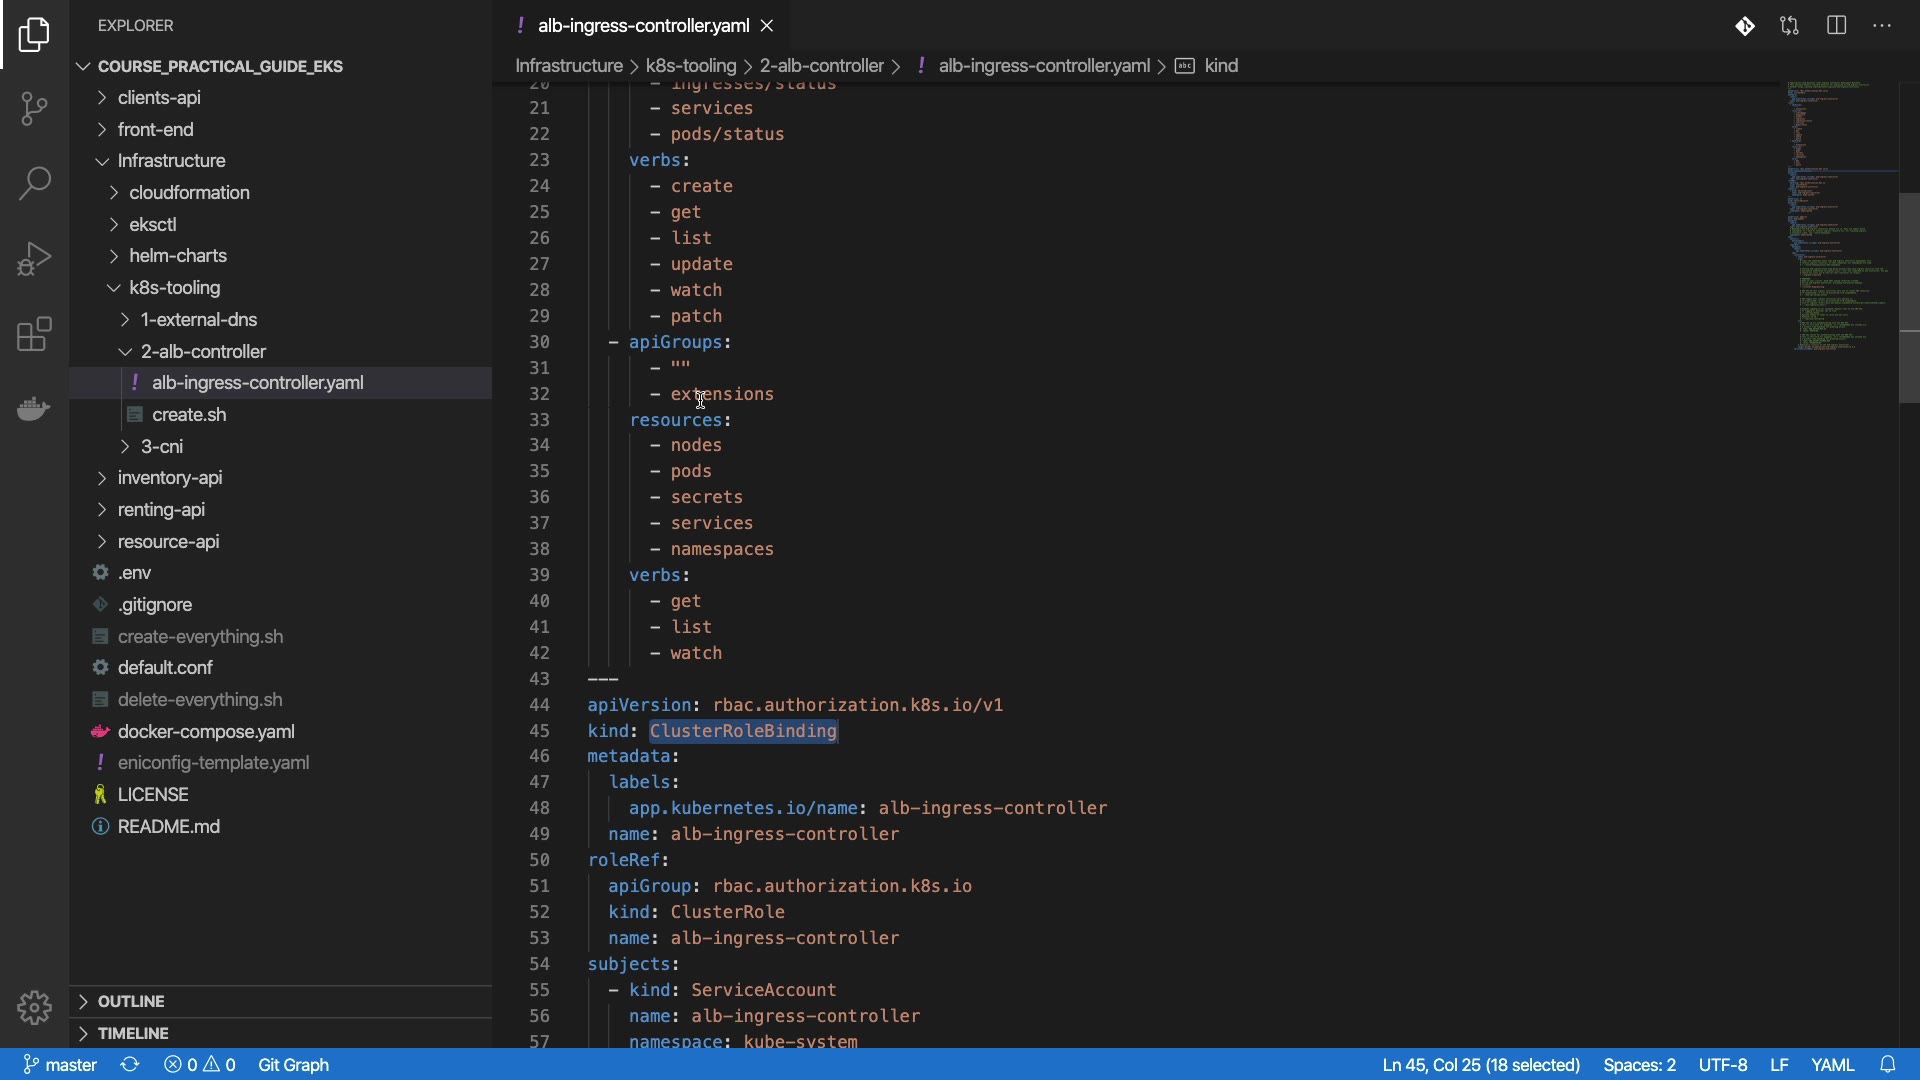 EXPLORER
COURSE_PRACTICAL_GUIDE_EKS
clients-api
front-end
Infrastructure
cloudformation
eksctl
helm-charts
k8s-tooling
1-external-dns
2-alb-controller
! alb-ingress-controller.yaml
create.sh
3-cni
inventory-api
renting-api
resource-api
.env
.gitignore
create-everything.sh
default.conf
delete-everything.sh
docker-compose.yaml
! eniconfig-template.yaml
LICENSE
README.md
OUTLINE
TIMELINE
! alb-ingress-controller.yaml
Infrastructure > k8s-tooling > 2-alb-controller > ! alb-ingress-controller.yaml > abc kind
20 - ingresses/status
21 - services
22 - pods/status
23 verbs:
24 - create
25 - get
26 - list
27 - update
28 - watch
29 - patch
30 - apiGroups:
31 - ""
32 - extensions
33 resources:
34 - nodes
35 - pods
36 - secrets
37 - services
38 - namespaces
39 verbs:
40 - get
41 - list
42 - watch
43 ---
44 apiVersion: rbac.authorization.k8s.io/v1
45 kind: ClusterRoleBinding
46 metadata:
47 labels:
48 app.kubernetes.io/name: alb-ingress-controller
49 name: alb-ingress-controller
50 roleRef:
51 apiGroup: rbac.authorization.k8s.io
52 kind: ClusterRole
53 name: alb-ingress-controller
54 subjects:
55 - kind: ServiceAccount
56 name: alb-ingress-controller
57 namespace: kube-system
master 0 0 Git Graph Ln 45, Col 25 (18 selected) Spaces: 2 UTF-8 LF YAML